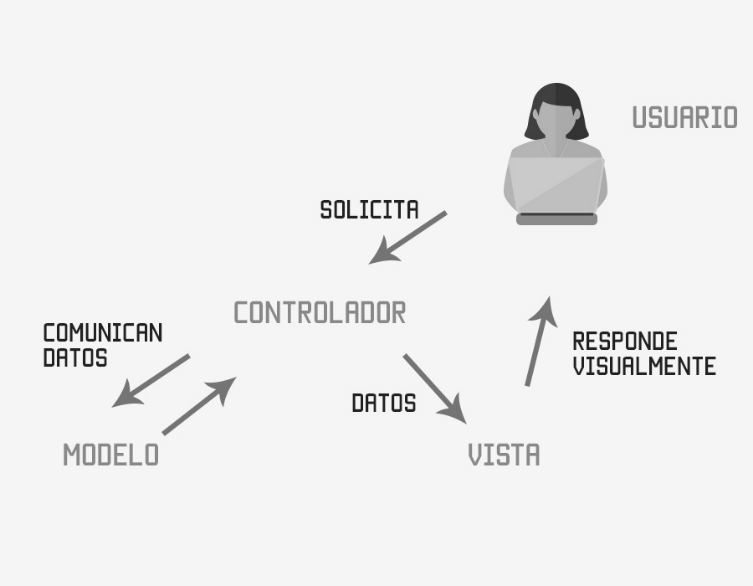 USUARIO
SOLICITA
CONTROLADOR
COMUNICAN
DATOS
RESPONDE
VISUALMENTE
DATOS
MODELO
VISTA